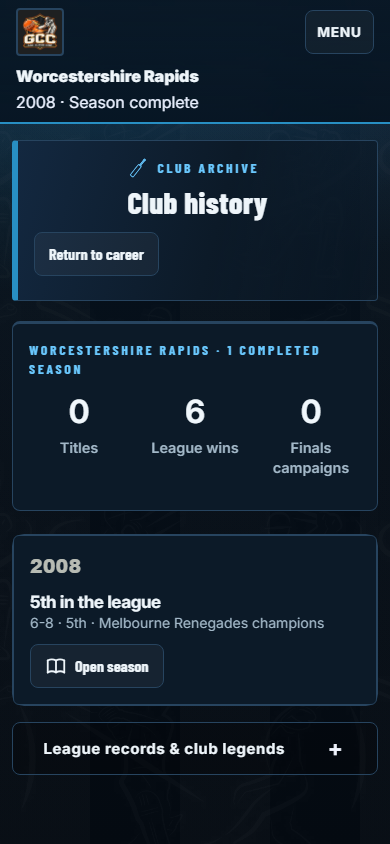 GCC
MENU
Worcestershire Rapids
2008 · Season complete
CLUB ARCHIVE
Club history
Return to career
WORCESTERSHIRE RAPIDS · 1 COMPLETED
SEASON
0
6
0
Titles
League wins
Finals
campaigns
2008
5th in the league
6-8 · 5th · Melbourne Renegades champions
Open season
League records & club legends
+